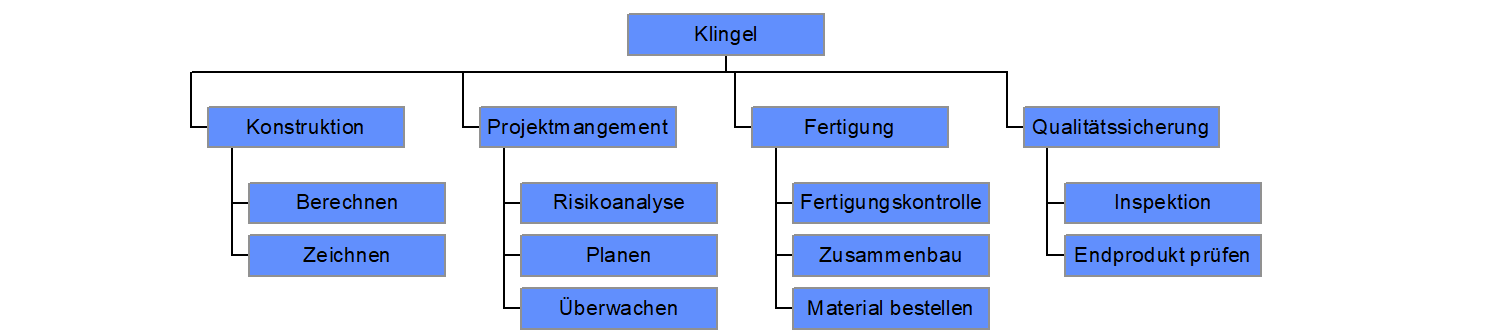 Klingel
Konstruktion
Projektmangement
Fertigung
Qualitätssicherung
Berechnen
Risikoanalyse
Fertigungskontrolle
Inspektion
Zeichnen
Planen
Zusammenbau
Endprodukt prüfen
Überwachen
Material bestellen